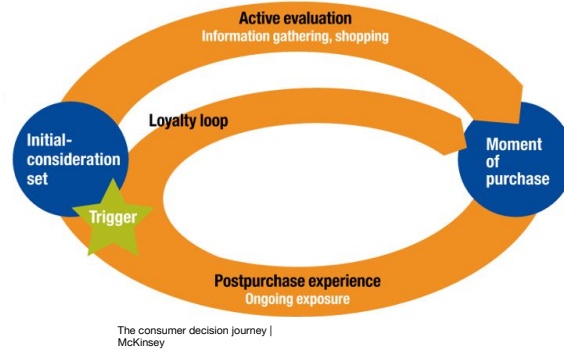 Active evaluation
Information gathering, shopping
Loyalty loop
Initial-
consideration
set
Moment
of
purchase
Trigger
Postpurchase experience
Ongoing exposure
The consumer decision journey |
McKinsey